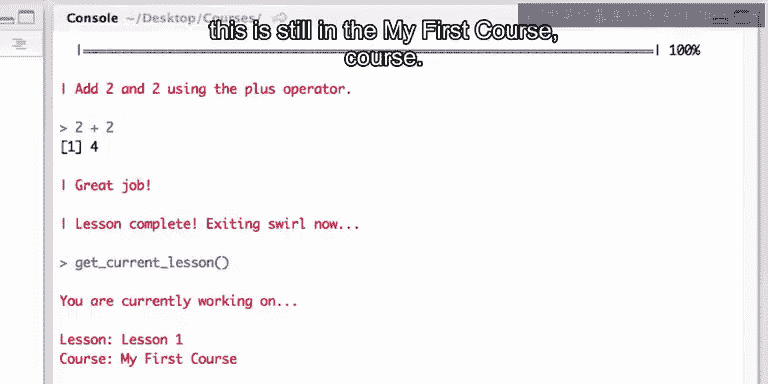 Console ~/Desktop/Courses/
this is still in the My First Course,
course.
|================================================================| 100%
| Add 2 and 2 using the plus operator.
> 2 + 2
[1] 4
| Great job!
| Lesson complete! Exiting swirl now...
> get_current_lesson()
You are currently working on...
Lesson: Lesson 1
Course: My First Course